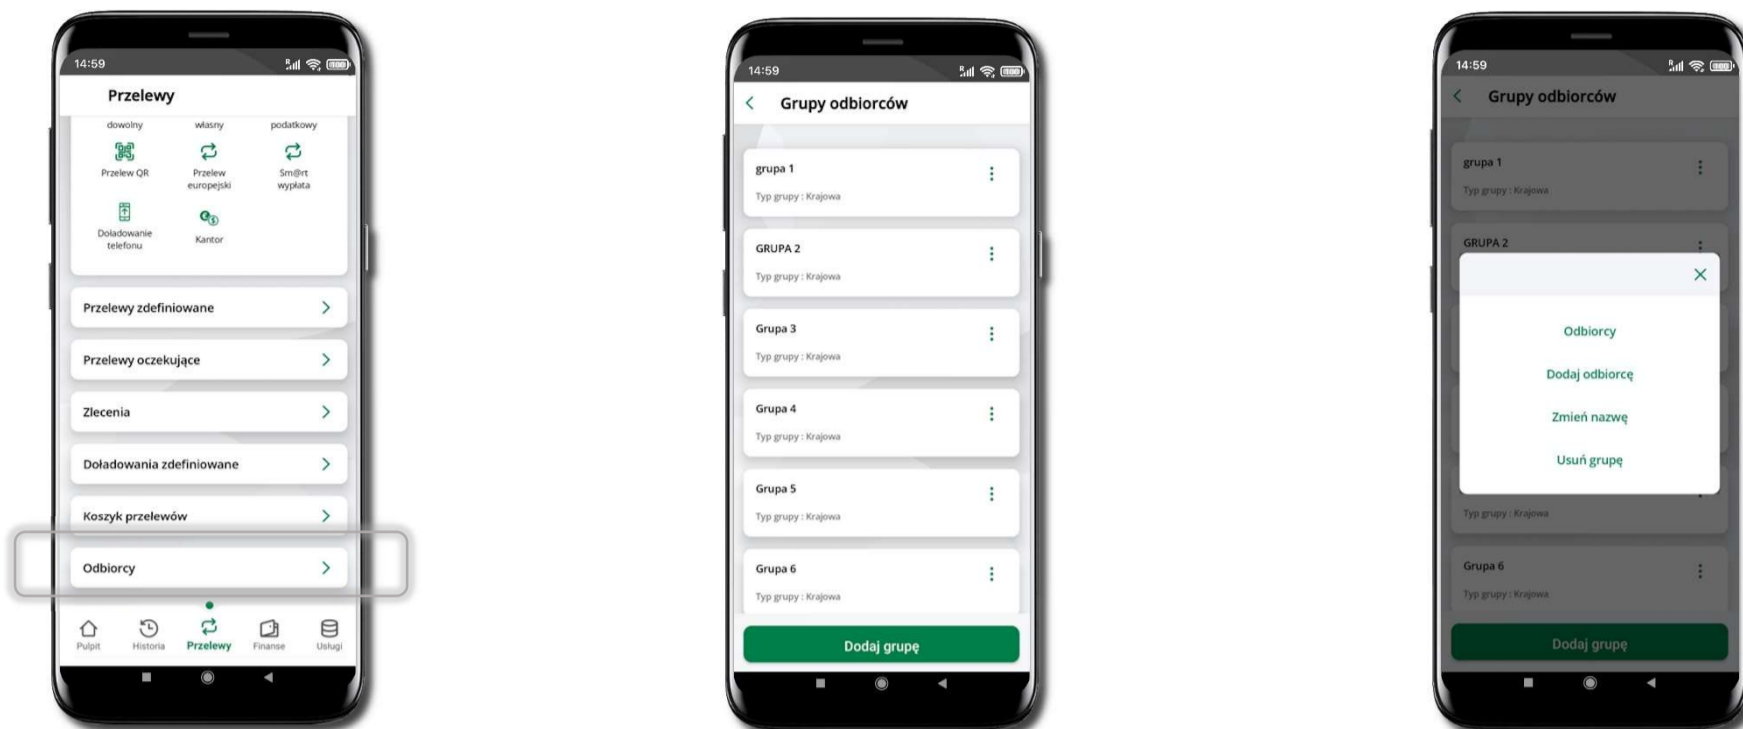 14:59
Przelewy
dowolny własny podatkowy
Przelew QR Przelew Sm@rt
europejski wypłata
Doładowanie Kantor
telefonu
Przelewy zdefiniowane
Przelewy oczekujące
Zlecenia
Doładowania zdefiniowane
Koszyk przelewów
Odbiorcy
Pulpit Historia Przelewy Finanse Usługi
14:59
Grupy odbiorców
grupa 1
Typ grupy : Krajowa
GRUPA 2
Typ grupy : Krajowa
Grupa 3
Typ grupy : Krajowa
Grupa 4
Typ grupy : Krajowa
Grupa 5
Typ grupy : Krajowa
Grupa 6
Typ grupy : Krajowa
Dodaj grupę
14:59
Grupy odbiorców
grupa 1
Typ grupy : Krajowa
GRUPA 2
Odbiorcy
Dodaj odbiorcę
Zmień nazwę
Usuń grupę
Typ grupy : Krajowa
Grupa 6
Typ grupy : Krajowa
Dodaj grupę